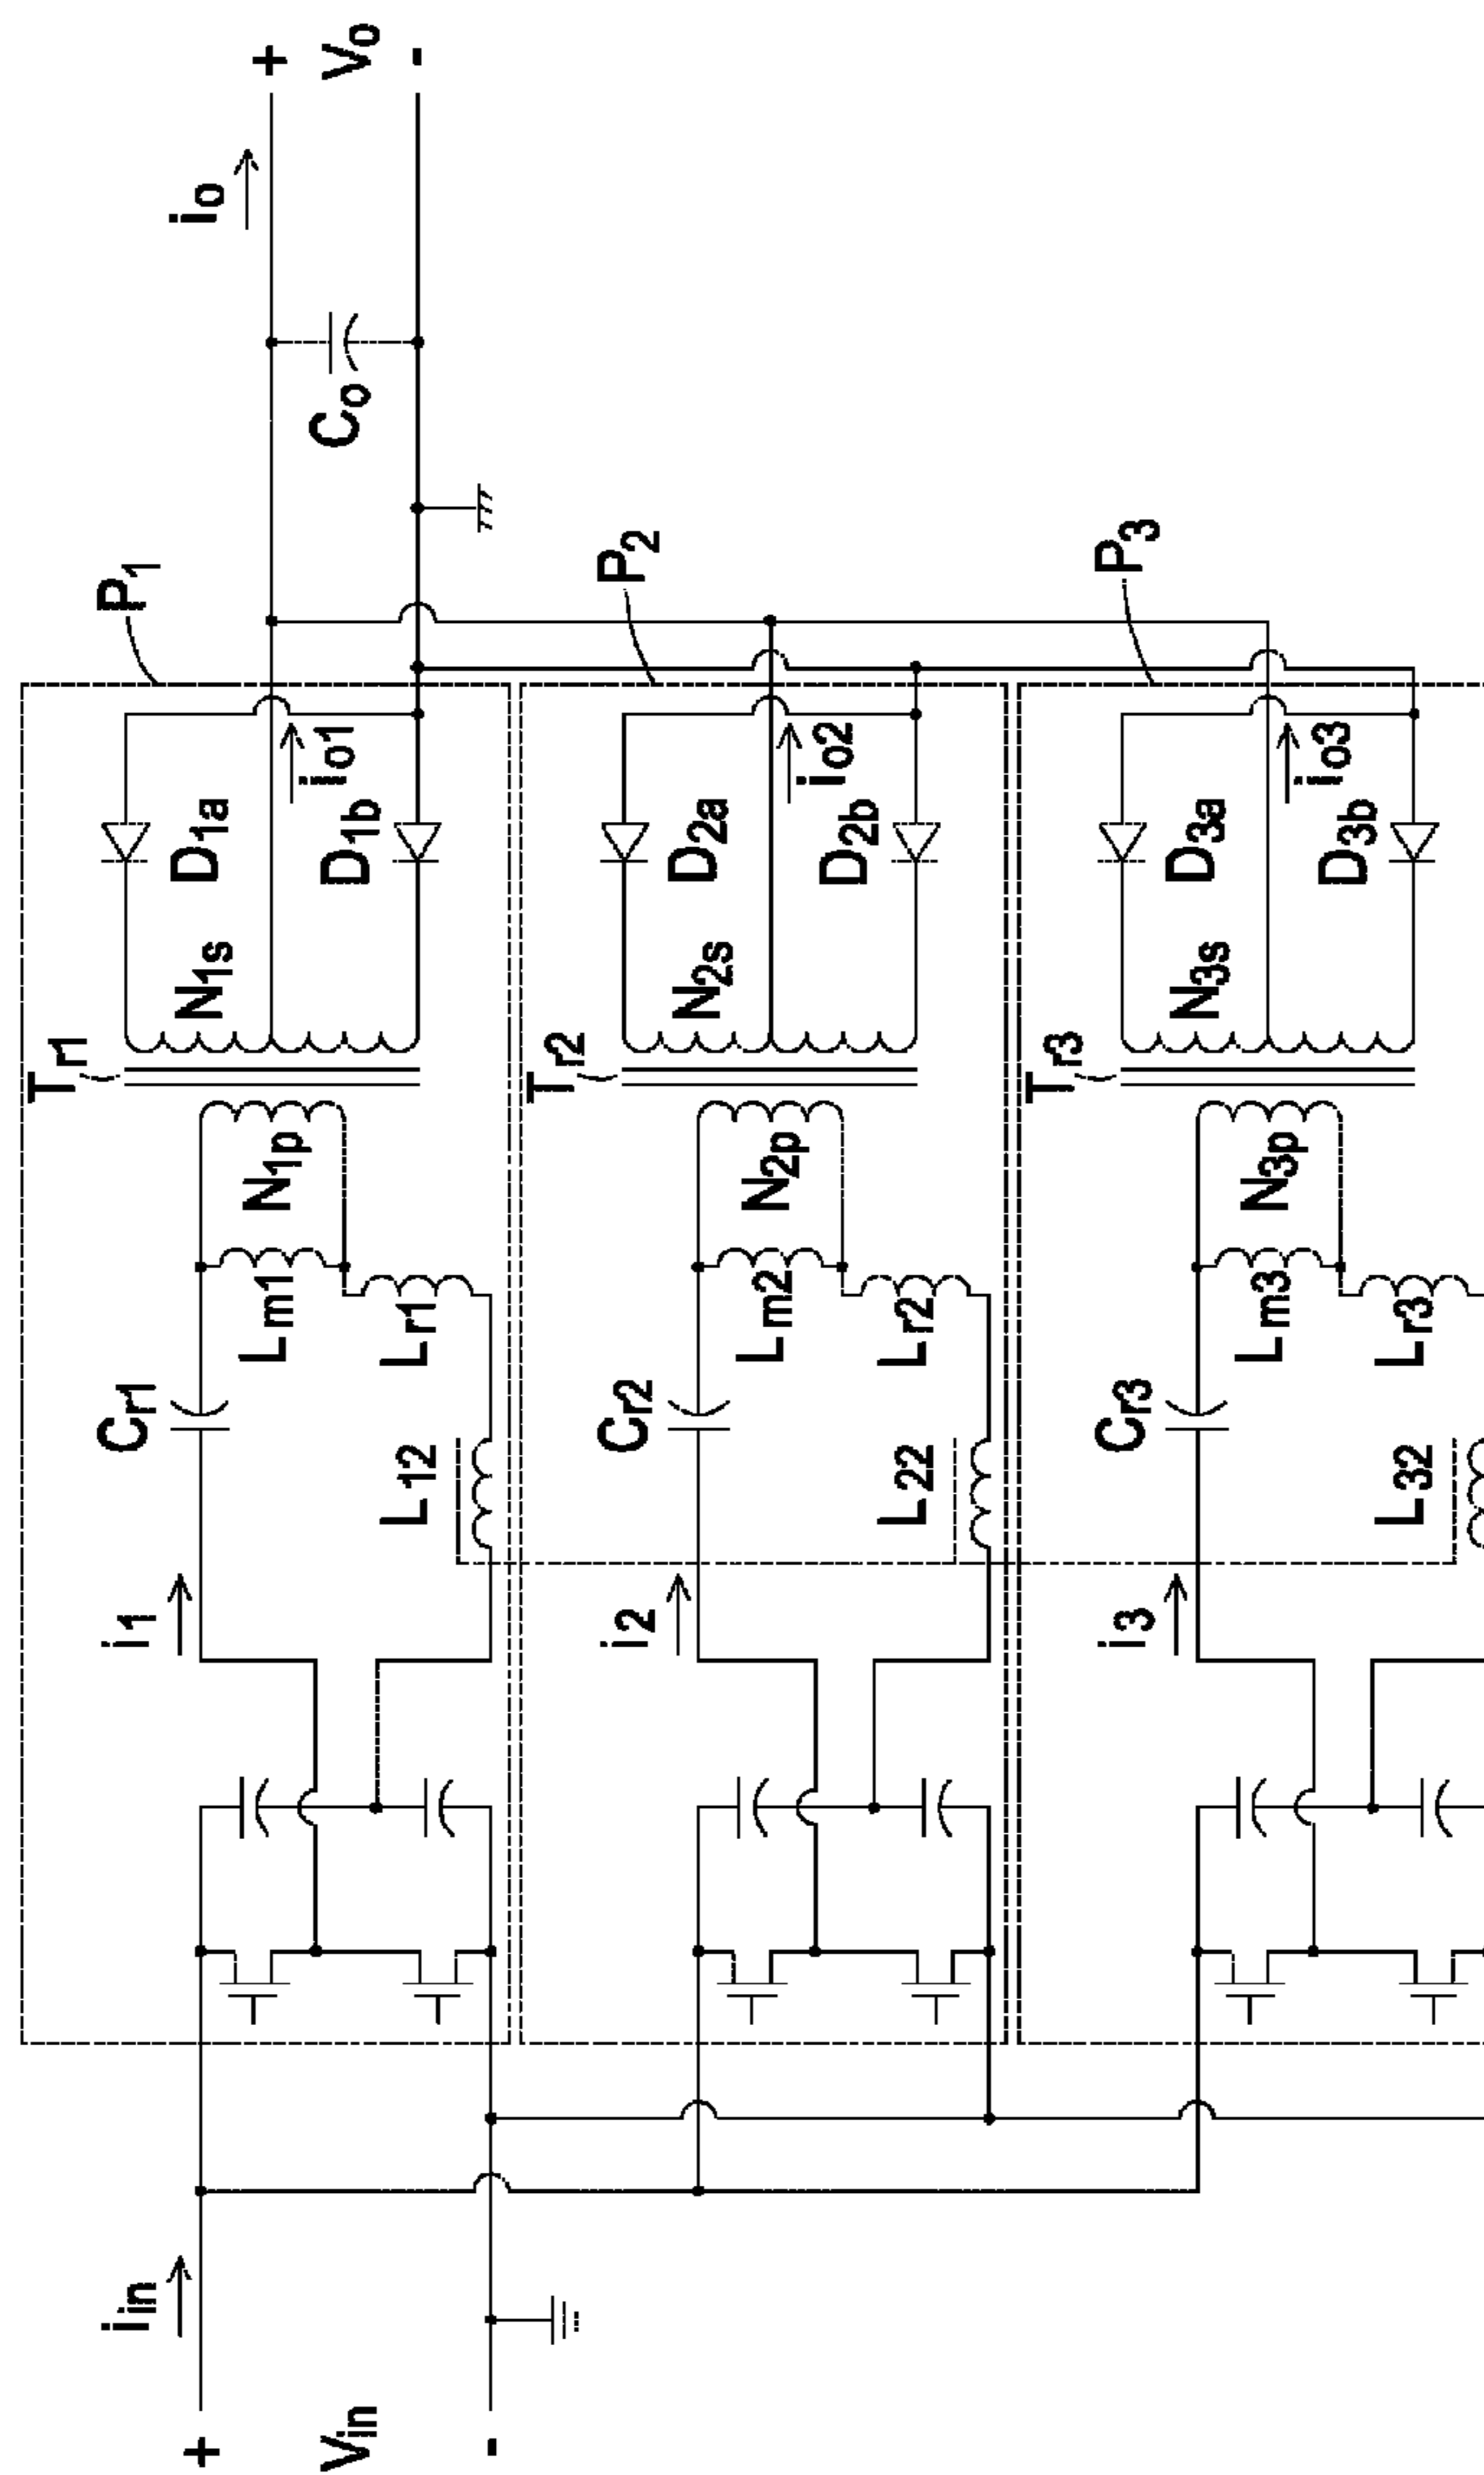 +
Vin
-
iin
P1
i1
Cr1
Lm1
Lr1
L12
Tr1
N1p
N1s
D1a
D1b
io1
io
Co
+
Vo
-
P2
i2
Cr2
Lm2
Lr2
L22
Tr2
N2p
N2s
D2a
D2b
io2
P3
i3
Cr3
Lm3
Lr3
L32
Tr3
N3p
N3s
D3a
D3b
io3